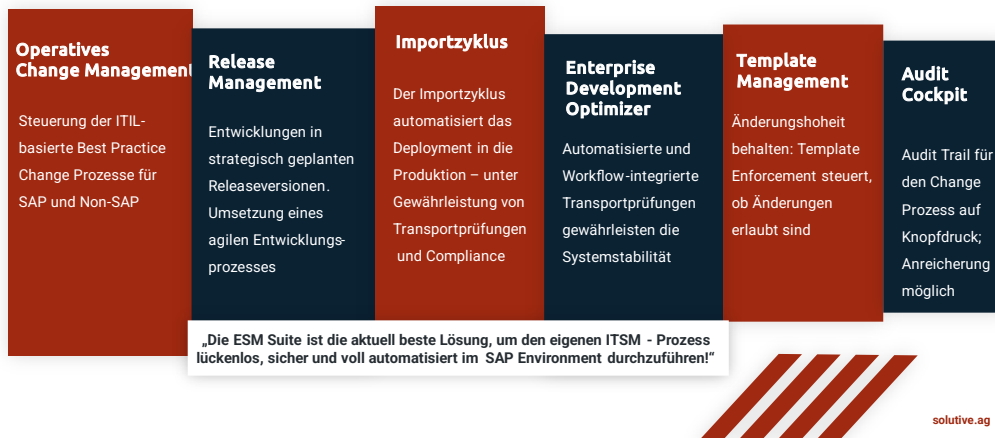 Operatives
Change Management
Steuerung der ITIL-
basierte Best Practice
Change Prozesse für
SAP und Non-SAP
Release
Management
Entwicklungen in
strategisch geplanten
Releaseversionen.
Umsetzung eines
agilen Entwicklungs-
prozesses
Importzyklus
Der Importzyklus
automatisiert das
Deployment in die
Produktion – unter
Gewährleistung von
Transportprüfungen
und Compliance
Enterprise
Development
Optimizer
Automatisierte und
Workflow-integrierte
Transportprüfungen
gewährleisten die
Systemstabilität
Template
Management
Änderungshoheit
behalten: Template
Enforcement steuert,
ob Änderungen
erlaubt sind
Audit
Cockpit
Audit Trail für
den Change
Prozess auf
Knopfdruck;
Anreicherung
möglich
„Die ESM Suite ist die aktuell beste Lösung, um den eigenen ITSM - Prozess
lückenlos, sicher und voll automatisiert im SAP Environment durchzuführen!“
solutive.ag